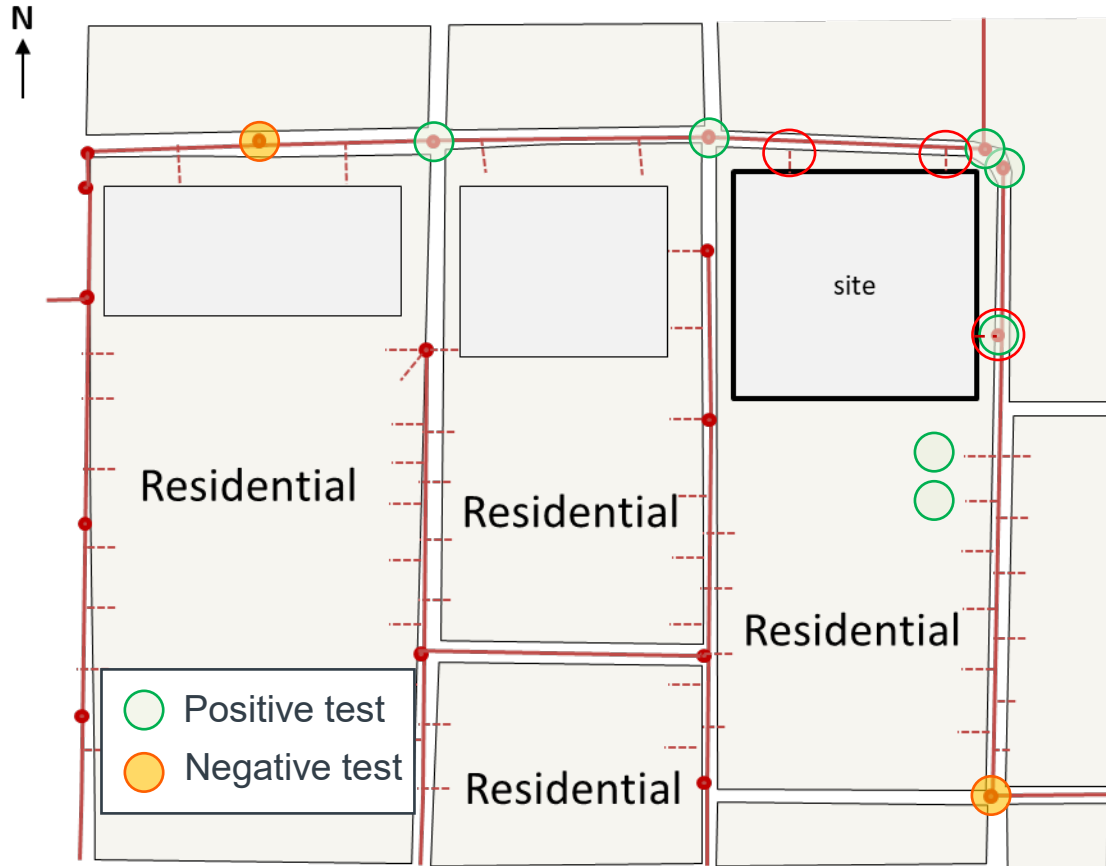 N
site
Residential
Residential
Residential
Positive test
Negative test
Residential